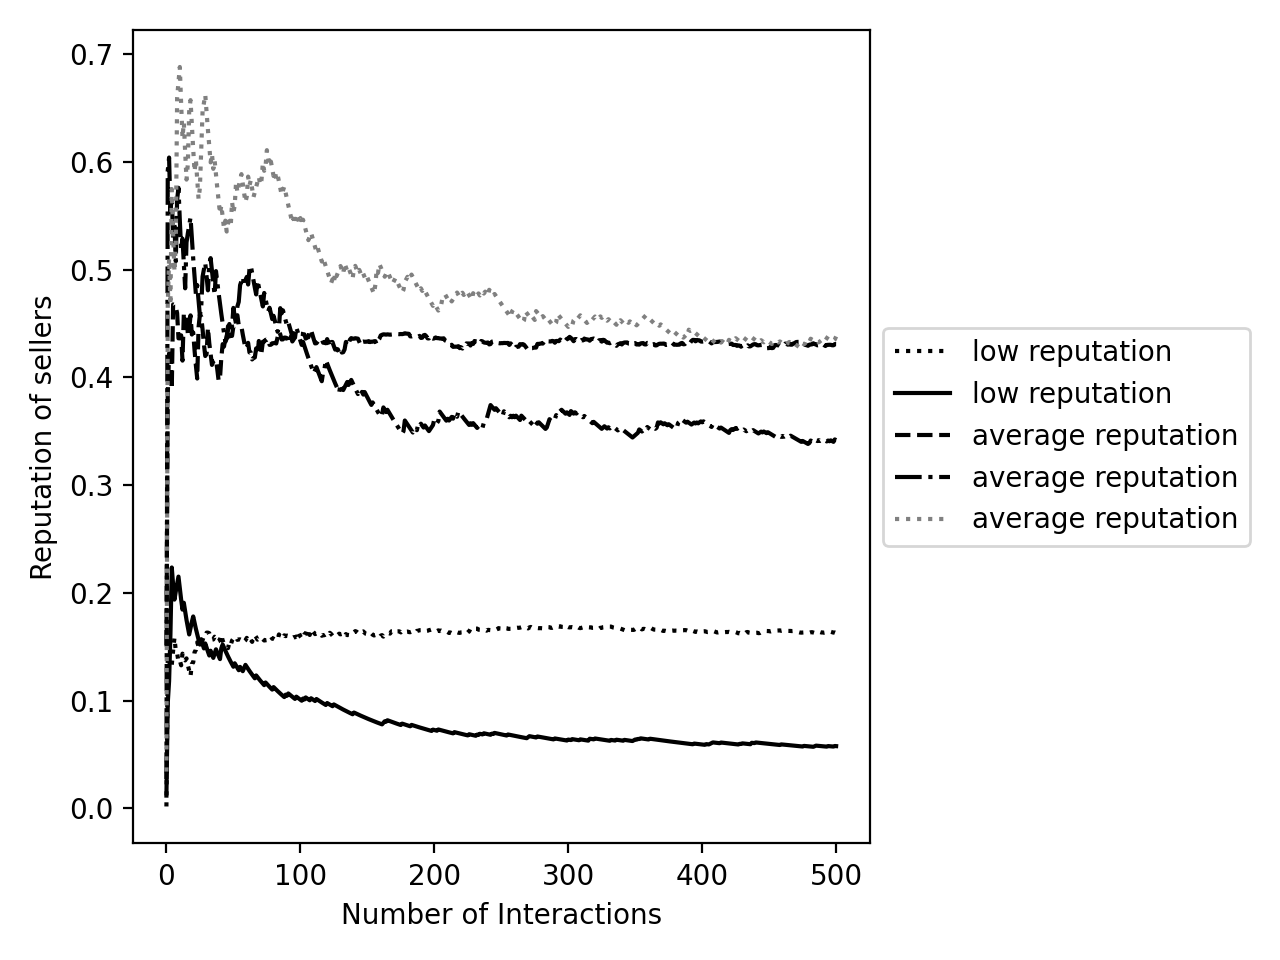 0.7
0.6
0.5
0.4
0.3
0.2
0.1
0.0
Reputation of sellers
0 100 200 300 400 500
Number of Interactions
low reputation
low reputation
average reputation
average reputation
average reputation